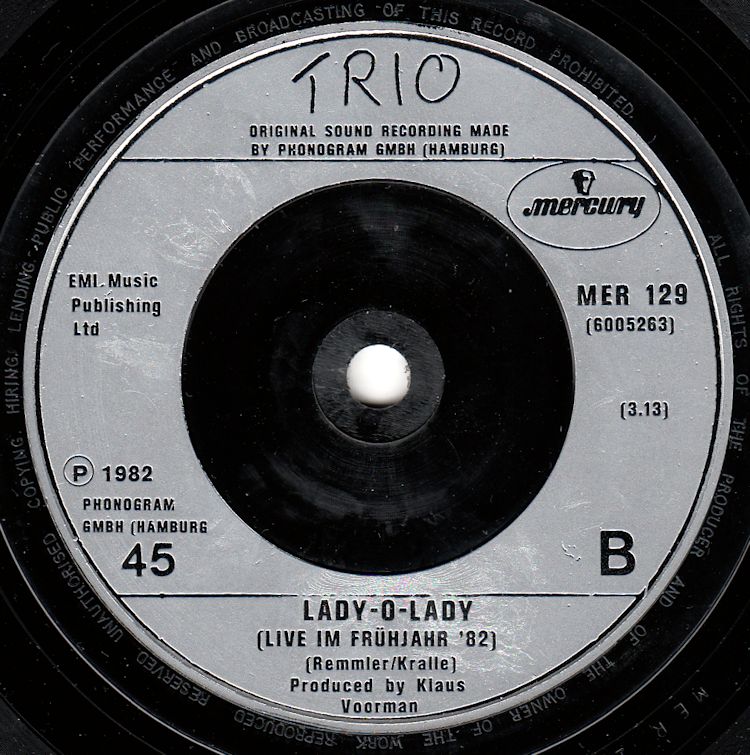 TRIO
ORIGINAL SOUND RECORDING MADE
BY PHONOGRAM GMBH (HAMBURG)
mercury
EMI Music
Publishing
Ltd
MER 129
(6005263)
(3.13)
P 1982
PHONOGRAM
GMBH (HAMBURG
45
B
LADY-O-LADY
(LIVE IM FRÜHJAHR '82)
(Remmler/Kralle)
Produced by Klaus
Voorman
ALL RIGHTS OF THE PRODUCER AND OF THE OWNER OF THE WORK REPRODUCED RESERVED UNAUTHORISED COPYING HIRING LENDING PUBLIC PERFORMANCE AND BROADCASTING OF THIS RECORD PROHIBITED.